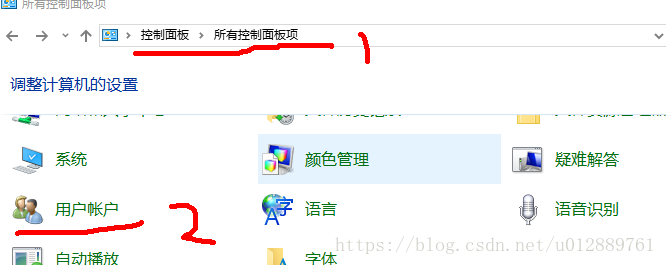 所有控制面板项
控制面板 > 所有控制面板项
1
调整计算机的设置
系统
颜色管理
疑难解答
用户帐户
2
语言
语音识别
自动播放
字体
https://blog.csdn.net/u012889761